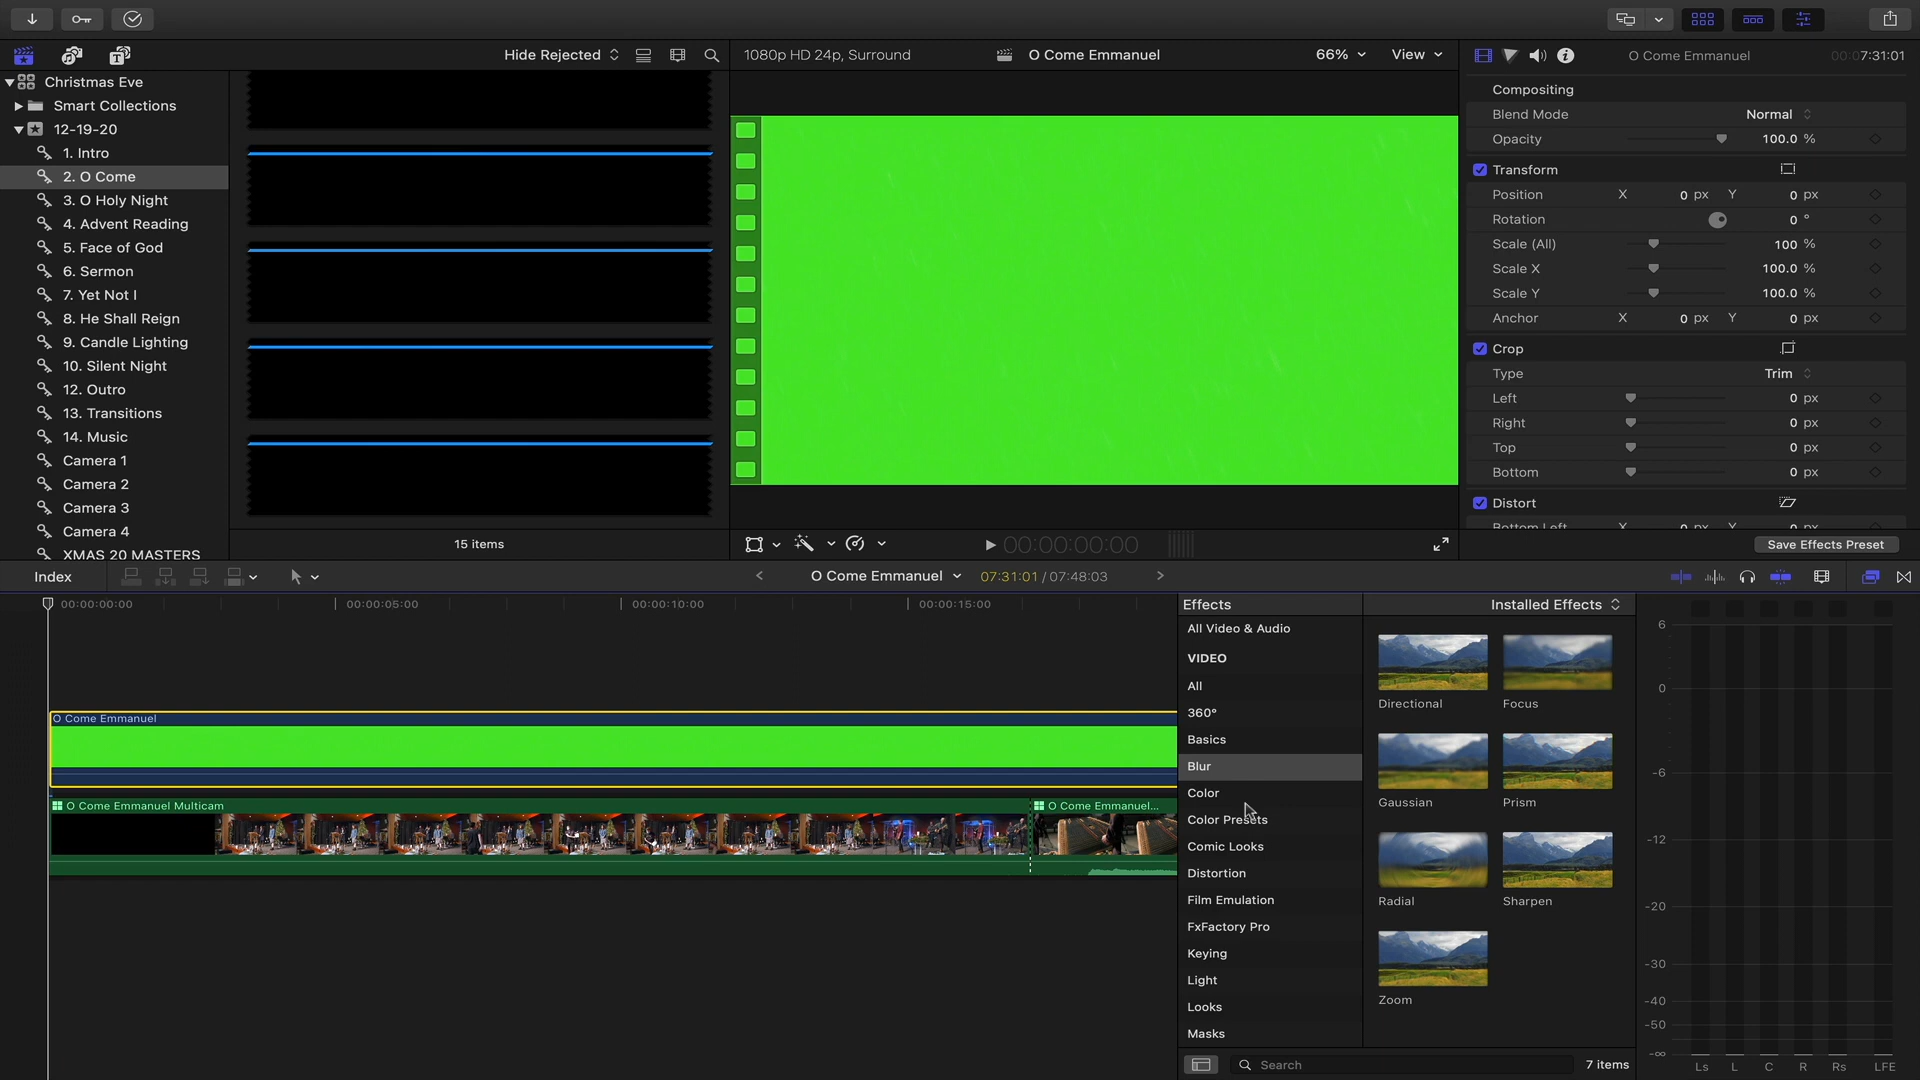 Hide Rejected
1080p HD 24p, Surround
O Come Emmanuel
66%
View
O Come Emmanuel
00:07:31:01
Christmas Eve
Smart Collections
12-19-20
1. Intro
2. O Come
3. O Holy Night
4. Advent Reading
5. Face of God
6. Sermon
7. Yet Not I
8. He Shall Reign
9. Candle Lighting
10. Silent Night
12. Outro
13. Transitions
14. Music
Camera 1
Camera 2
Camera 3
Camera 4
XMAS 20 MASTERS
15 items
00:00:00:00
Compositing
Blend Mode Normal
Opacity 100.0 %
Transform
Position X 0 px Y 0 px
Rotation 0 °
Scale (All) 100 %
Scale X 100.0 %
Scale Y 100.0 %
Anchor X 0 px Y 0 px
Crop
Type Trim
Left 0 px
Right 0 px
Top 0 px
Bottom 0 px
Distort
Bottom Left X 0 px Y 0 px
Save Effects Preset
Index
O Come Emmanuel
07:31:01 / 07:48:03
00:00:00:00
00:00:05:00
00:00:10:00
00:00:15:00
O Come Emmanuel
O Come Emmanuel Multicam
O Come Emmanuel...
Effects
Installed Effects
All Video & Audio
VIDEO
All
360°
Basics
Blur
Color
Color Presets
Comic Looks
Distortion
Film Emulation
FxFactory Pro
Keying
Light
Looks
Masks
Directional
Focus
Gaussian
Prism
Radial
Sharpen
Zoom
Search
7 items
6
0
-6
-12
-20
-30
-40
-50
-∞
Ls L C R Rs LFE